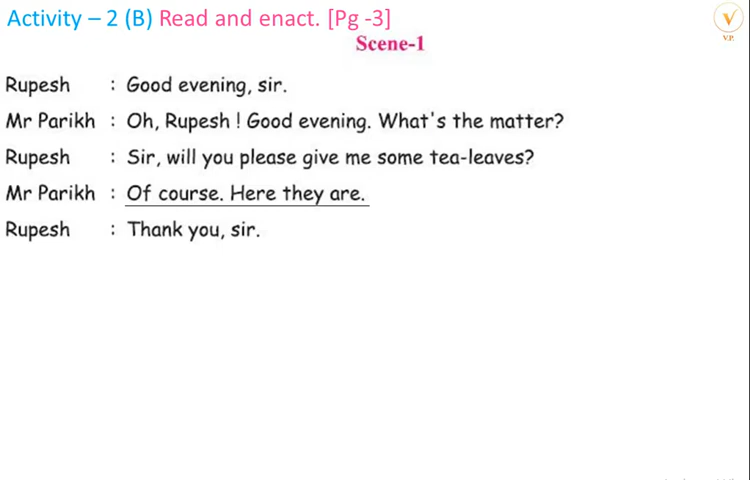 Activity – 2 (B) Read and enact. [Pg -3]
V.P.
Scene-1
Rupesh : Good evening, sir.
Mr Parikh : Oh, Rupesh ! Good evening. What's the matter?
Rupesh : Sir, will you please give me some tea-leaves?
Mr Parikh : Of course. Here they are.
Rupesh : Thank you, sir.